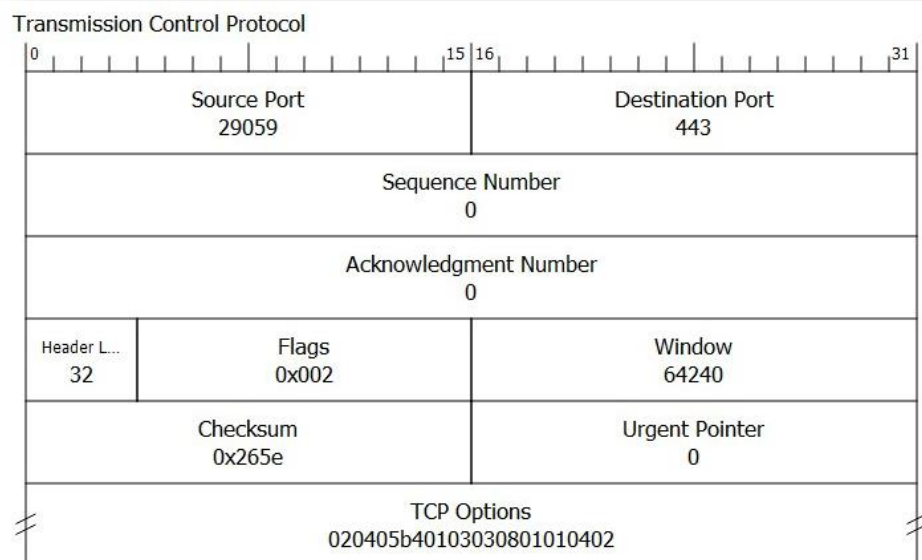 Transmission Control Protocol
0 15 16 31
Source Port Destination Port
29059 443
Sequence Number
0
Acknowledgment Number
0
Header L... Flags Window
32 0x002 64240
Checksum Urgent Pointer
0x265e 0
TCP Options
020405b40103030801010402